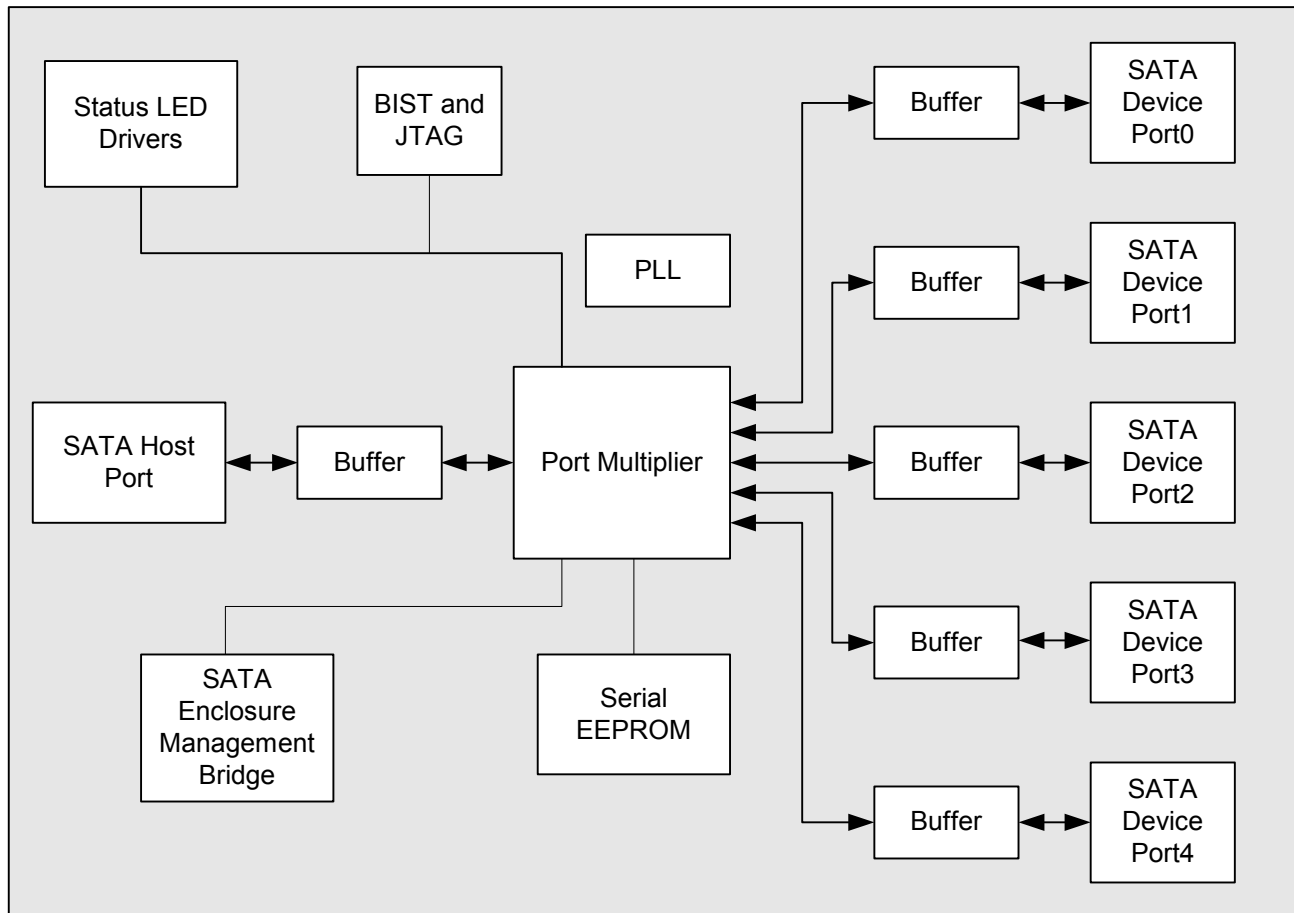 Status LED
Drivers
BIST and
JTAG
PLL
SATA Host
Port
Buffer
Port Multiplier
SATA
Enclosure
Management
Bridge
Serial
EEPROM
Buffer
SATA
Device
Port0
Buffer
SATA
Device
Port1
Buffer
SATA
Device
Port2
Buffer
SATA
Device
Port3
Buffer
SATA
Device
Port4